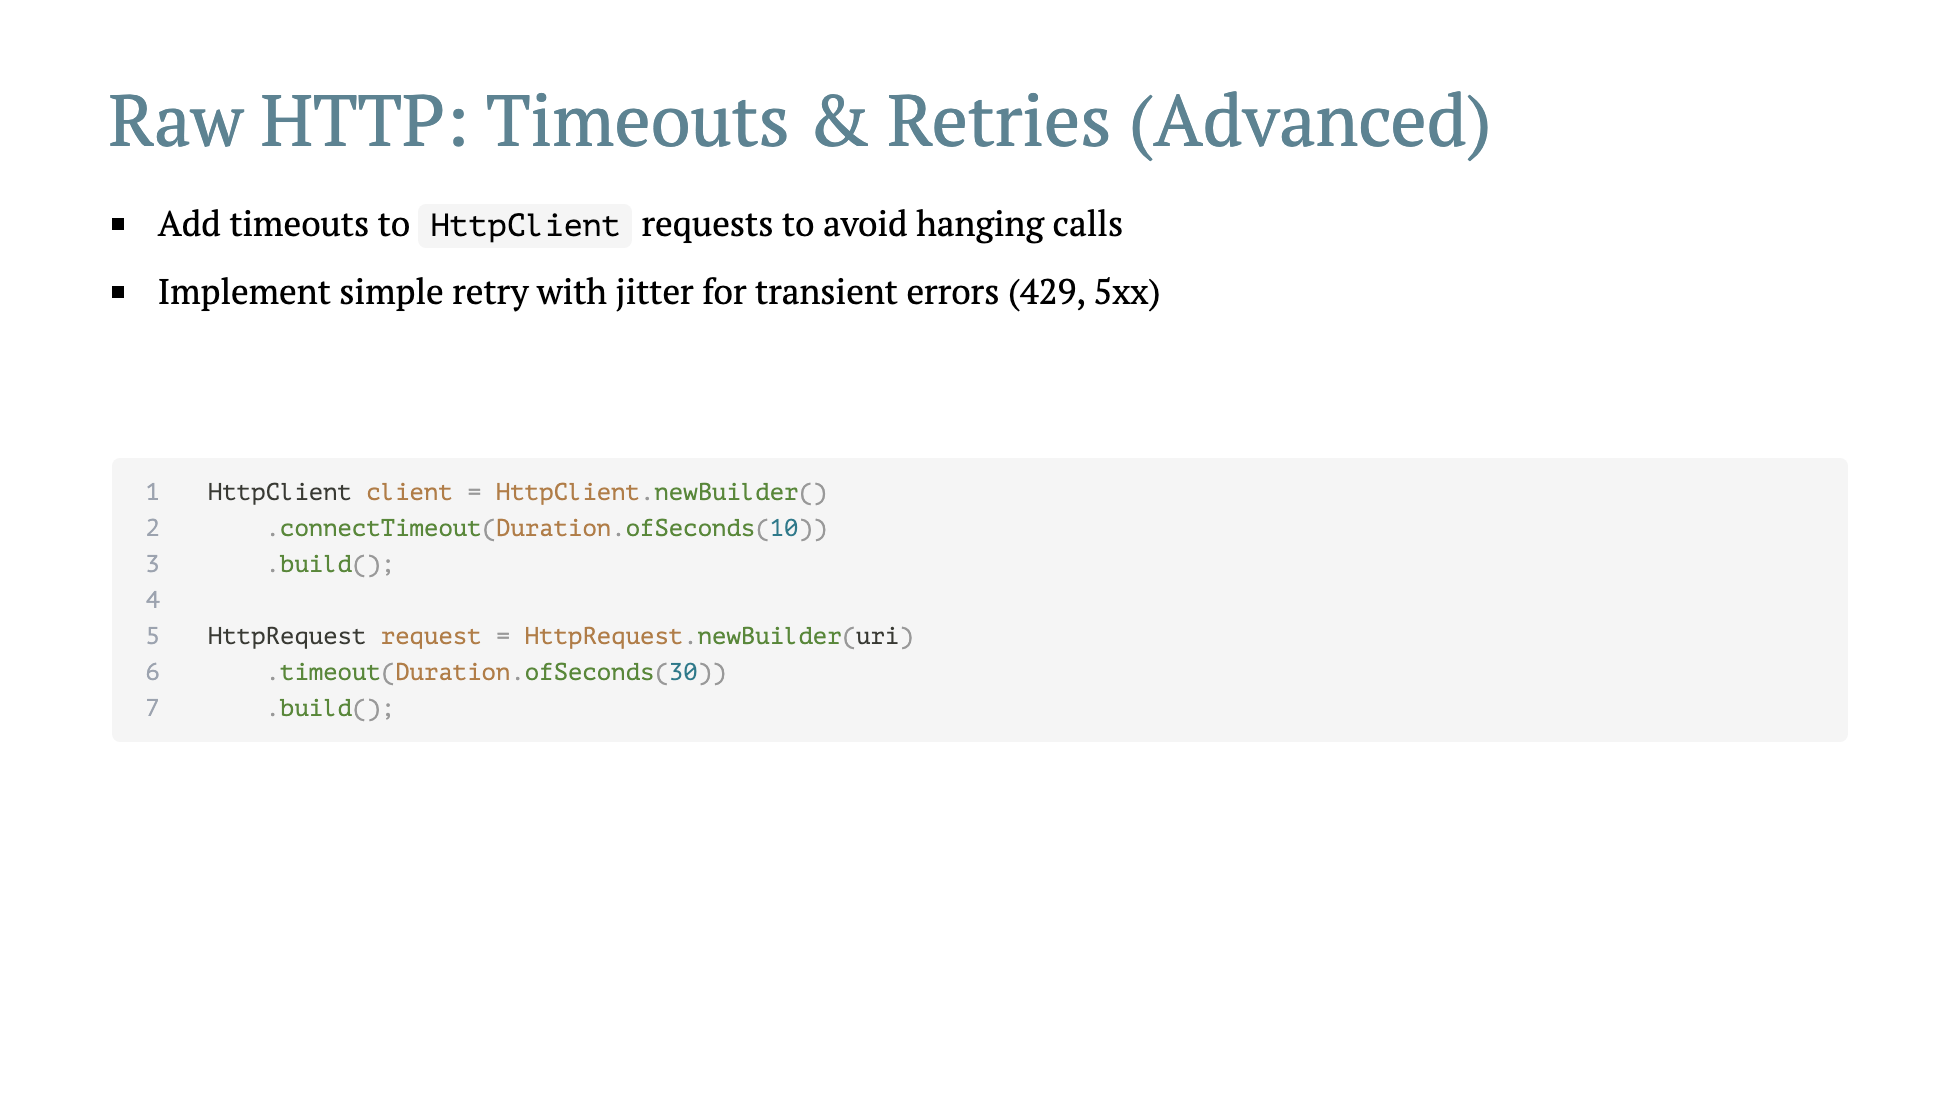 Raw HTTP: Timeouts & Retries (Advanced)
▪ Add timeouts to HttpClient requests to avoid hanging calls
▪ Implement simple retry with jitter for transient errors (429, 5xx)
1 HttpClient client = HttpClient.newBuilder()
2     .connectTimeout(Duration.ofSeconds(10))
3     .build();
4
5 HttpRequest request = HttpRequest.newBuilder(uri)
6     .timeout(Duration.ofSeconds(30))
7     .build();